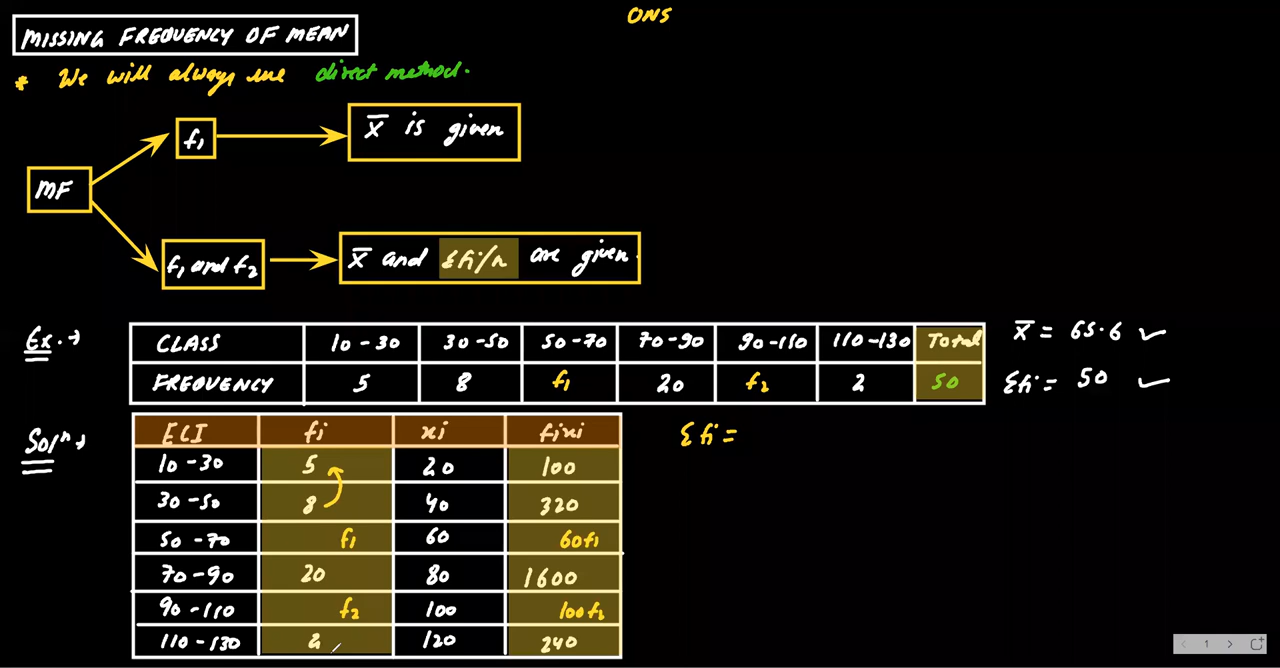 ONS
MISSING FREQUENCY OF MEAN
* We will always use direct method.
f1
x̄ is given
MF
f1 and f2
x̄ and Σfi/n are given.
Ex.→
CLASS 10-30 30-50 50-70 70-90 90-110 110-130 Total
FREQUENCY 5 8 f1 20 f2 2 50
x̄ = 65.6 ✓
Σfi = 50 ✓
Solⁿ→
ECI fi xi fixi
10-30 5 20 100
30-50 8 40 320
50-70 f1 60 60f1
70-90 20 80 1600
90-110 f2 100 100f2
110-130 2 120 240
Σfi =
1